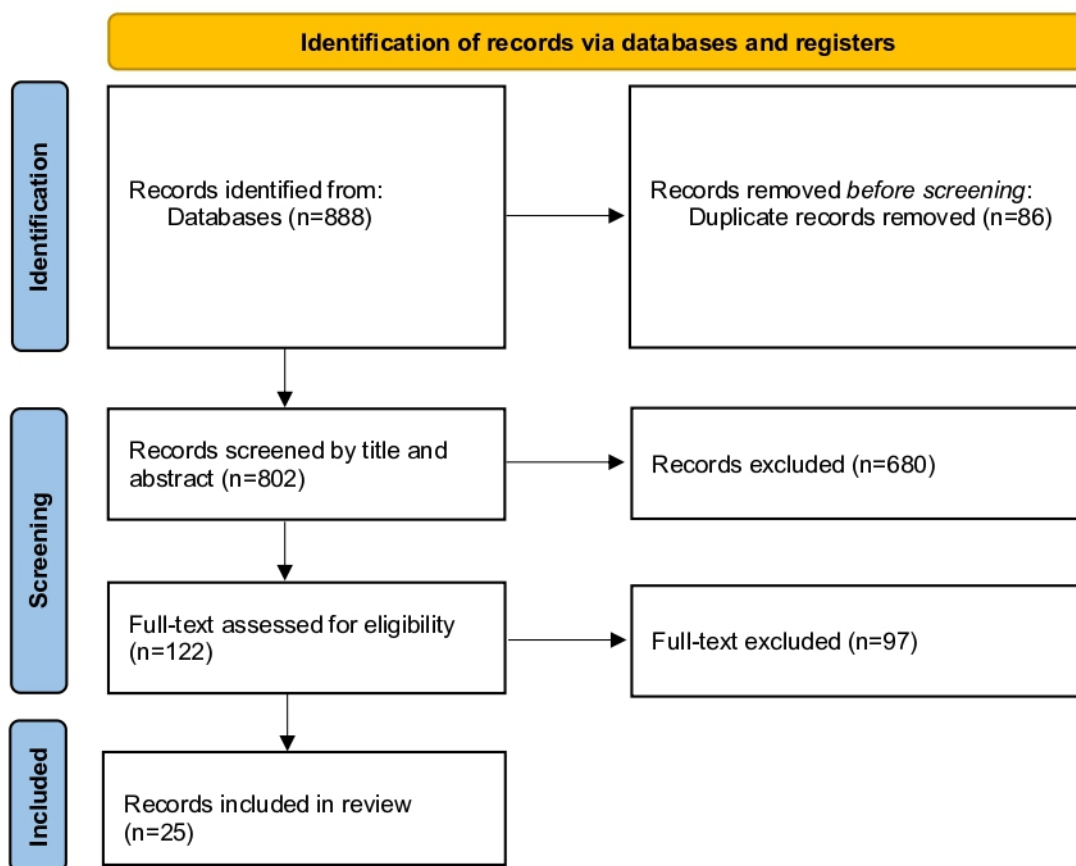 Identification of records via databases and registers
Identification
Records identified from:
Databases (n=888)
Records removed before screening:
Duplicate records removed (n=86)
Screening
Records screened by title and
abstract (n=802)
Records excluded (n=680)
Full-text assessed for eligibility
(n=122)
Full-text excluded (n=97)
Included
Records included in review
(n=25)